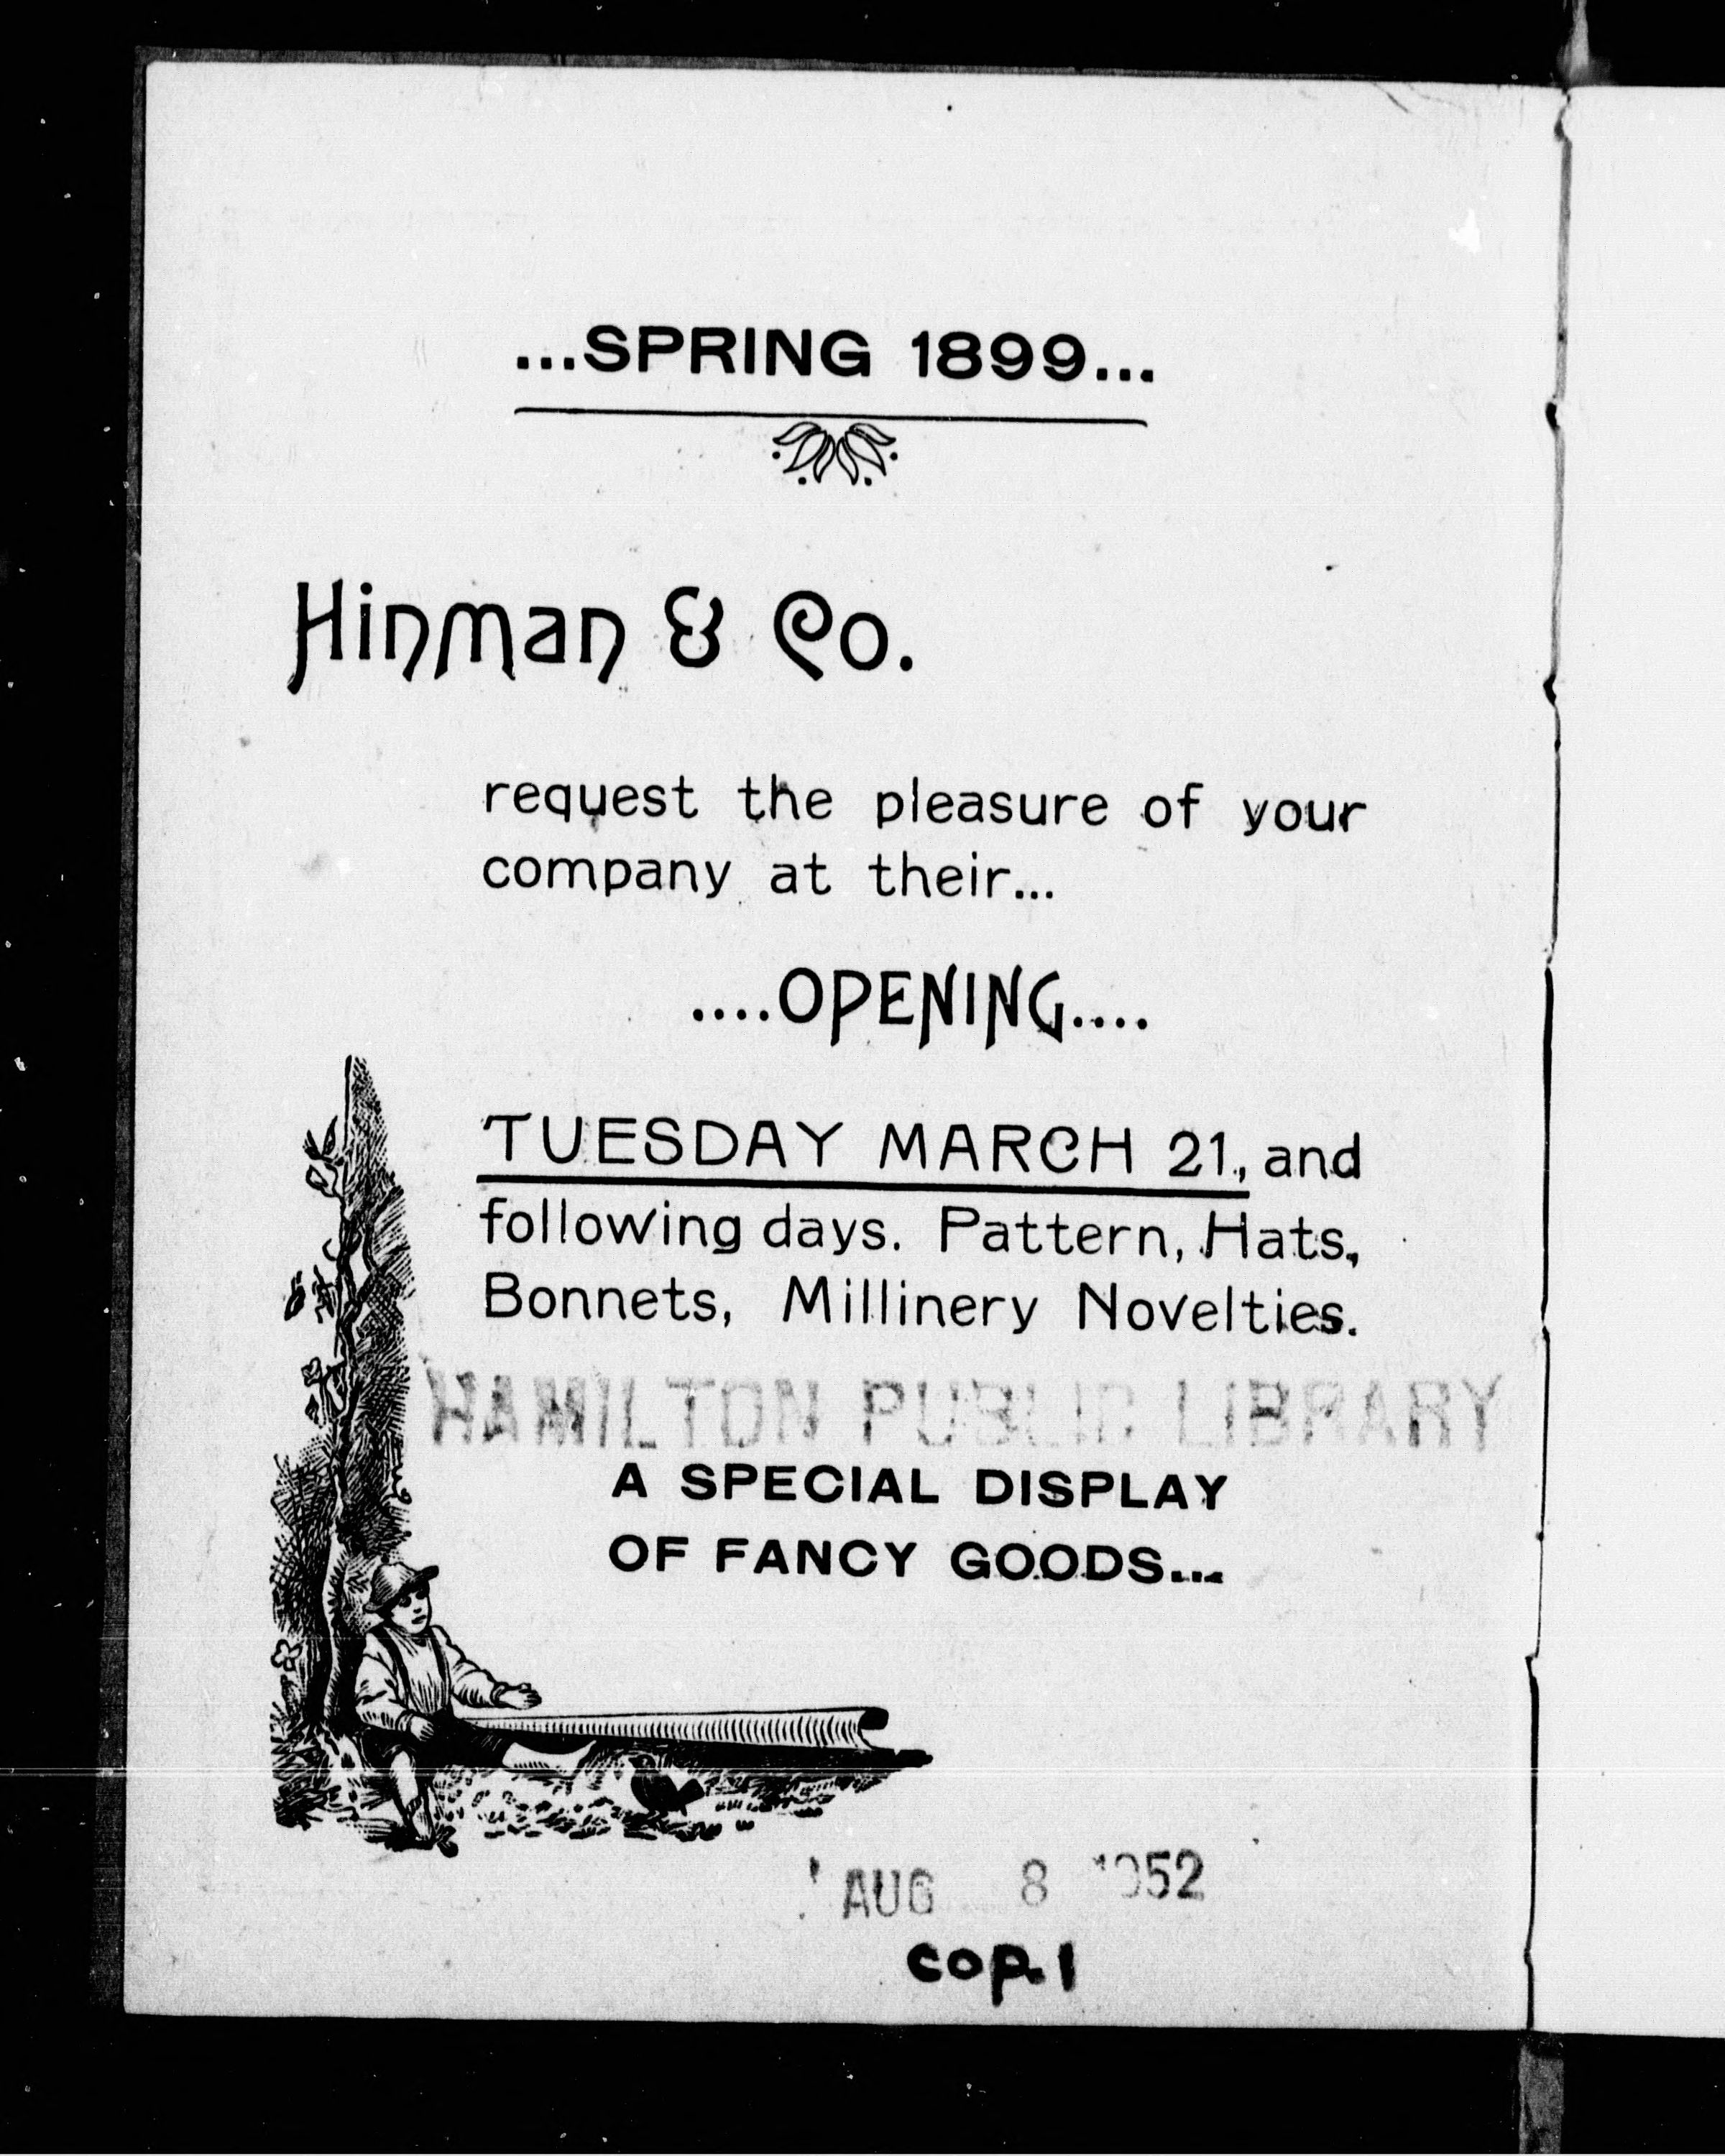 ...SPRING 1899...
Hinman & Co.
request the pleasure of your
company at their...
....OPENING....
TUESDAY MARCH 21, and
following days. Pattern, Hats,
Bonnets, Millinery Novelties.
HAMILTON PUBLIC LIBRARY
A SPECIAL DISPLAY
OF FANCY GOODS...
AUG 8 1952
cop. 1